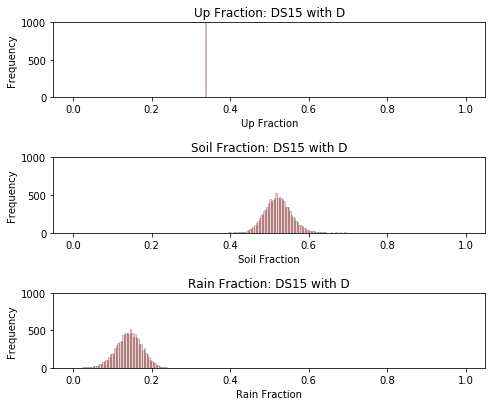 Up Fraction: DS15 with D
1000
500
0
Frequency
0.0 0.2 0.4 0.6 0.8 1.0
Up Fraction
Soil Fraction: DS15 with D
1000
500
0
Frequency
0.0 0.2 0.4 0.6 0.8 1.0
Soil Fraction
Rain Fraction: DS15 with D
1000
500
0
Frequency
0.0 0.2 0.4 0.6 0.8 1.0
Rain Fraction